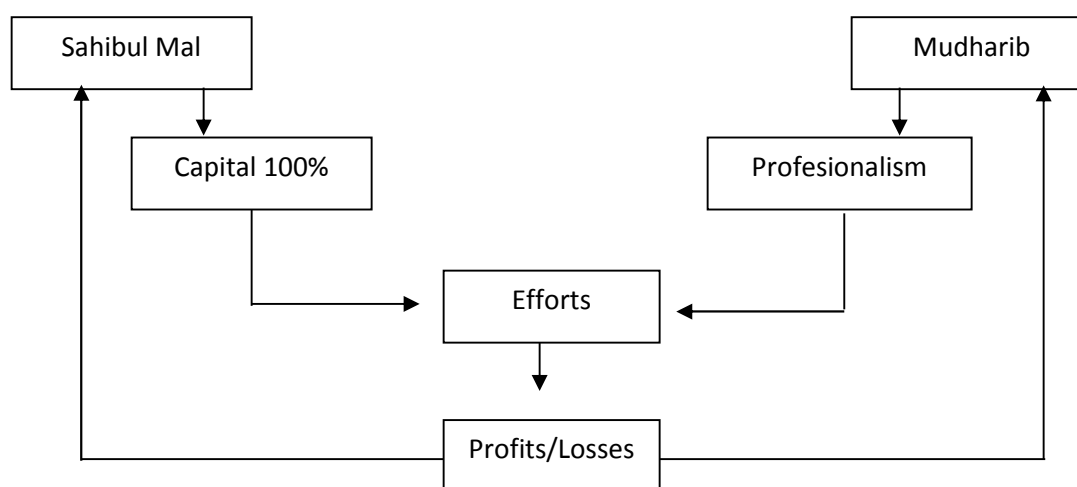 Sahibul Mal
Mudharib
Capital 100%
Profesionalism
Efforts
Profits/Losses